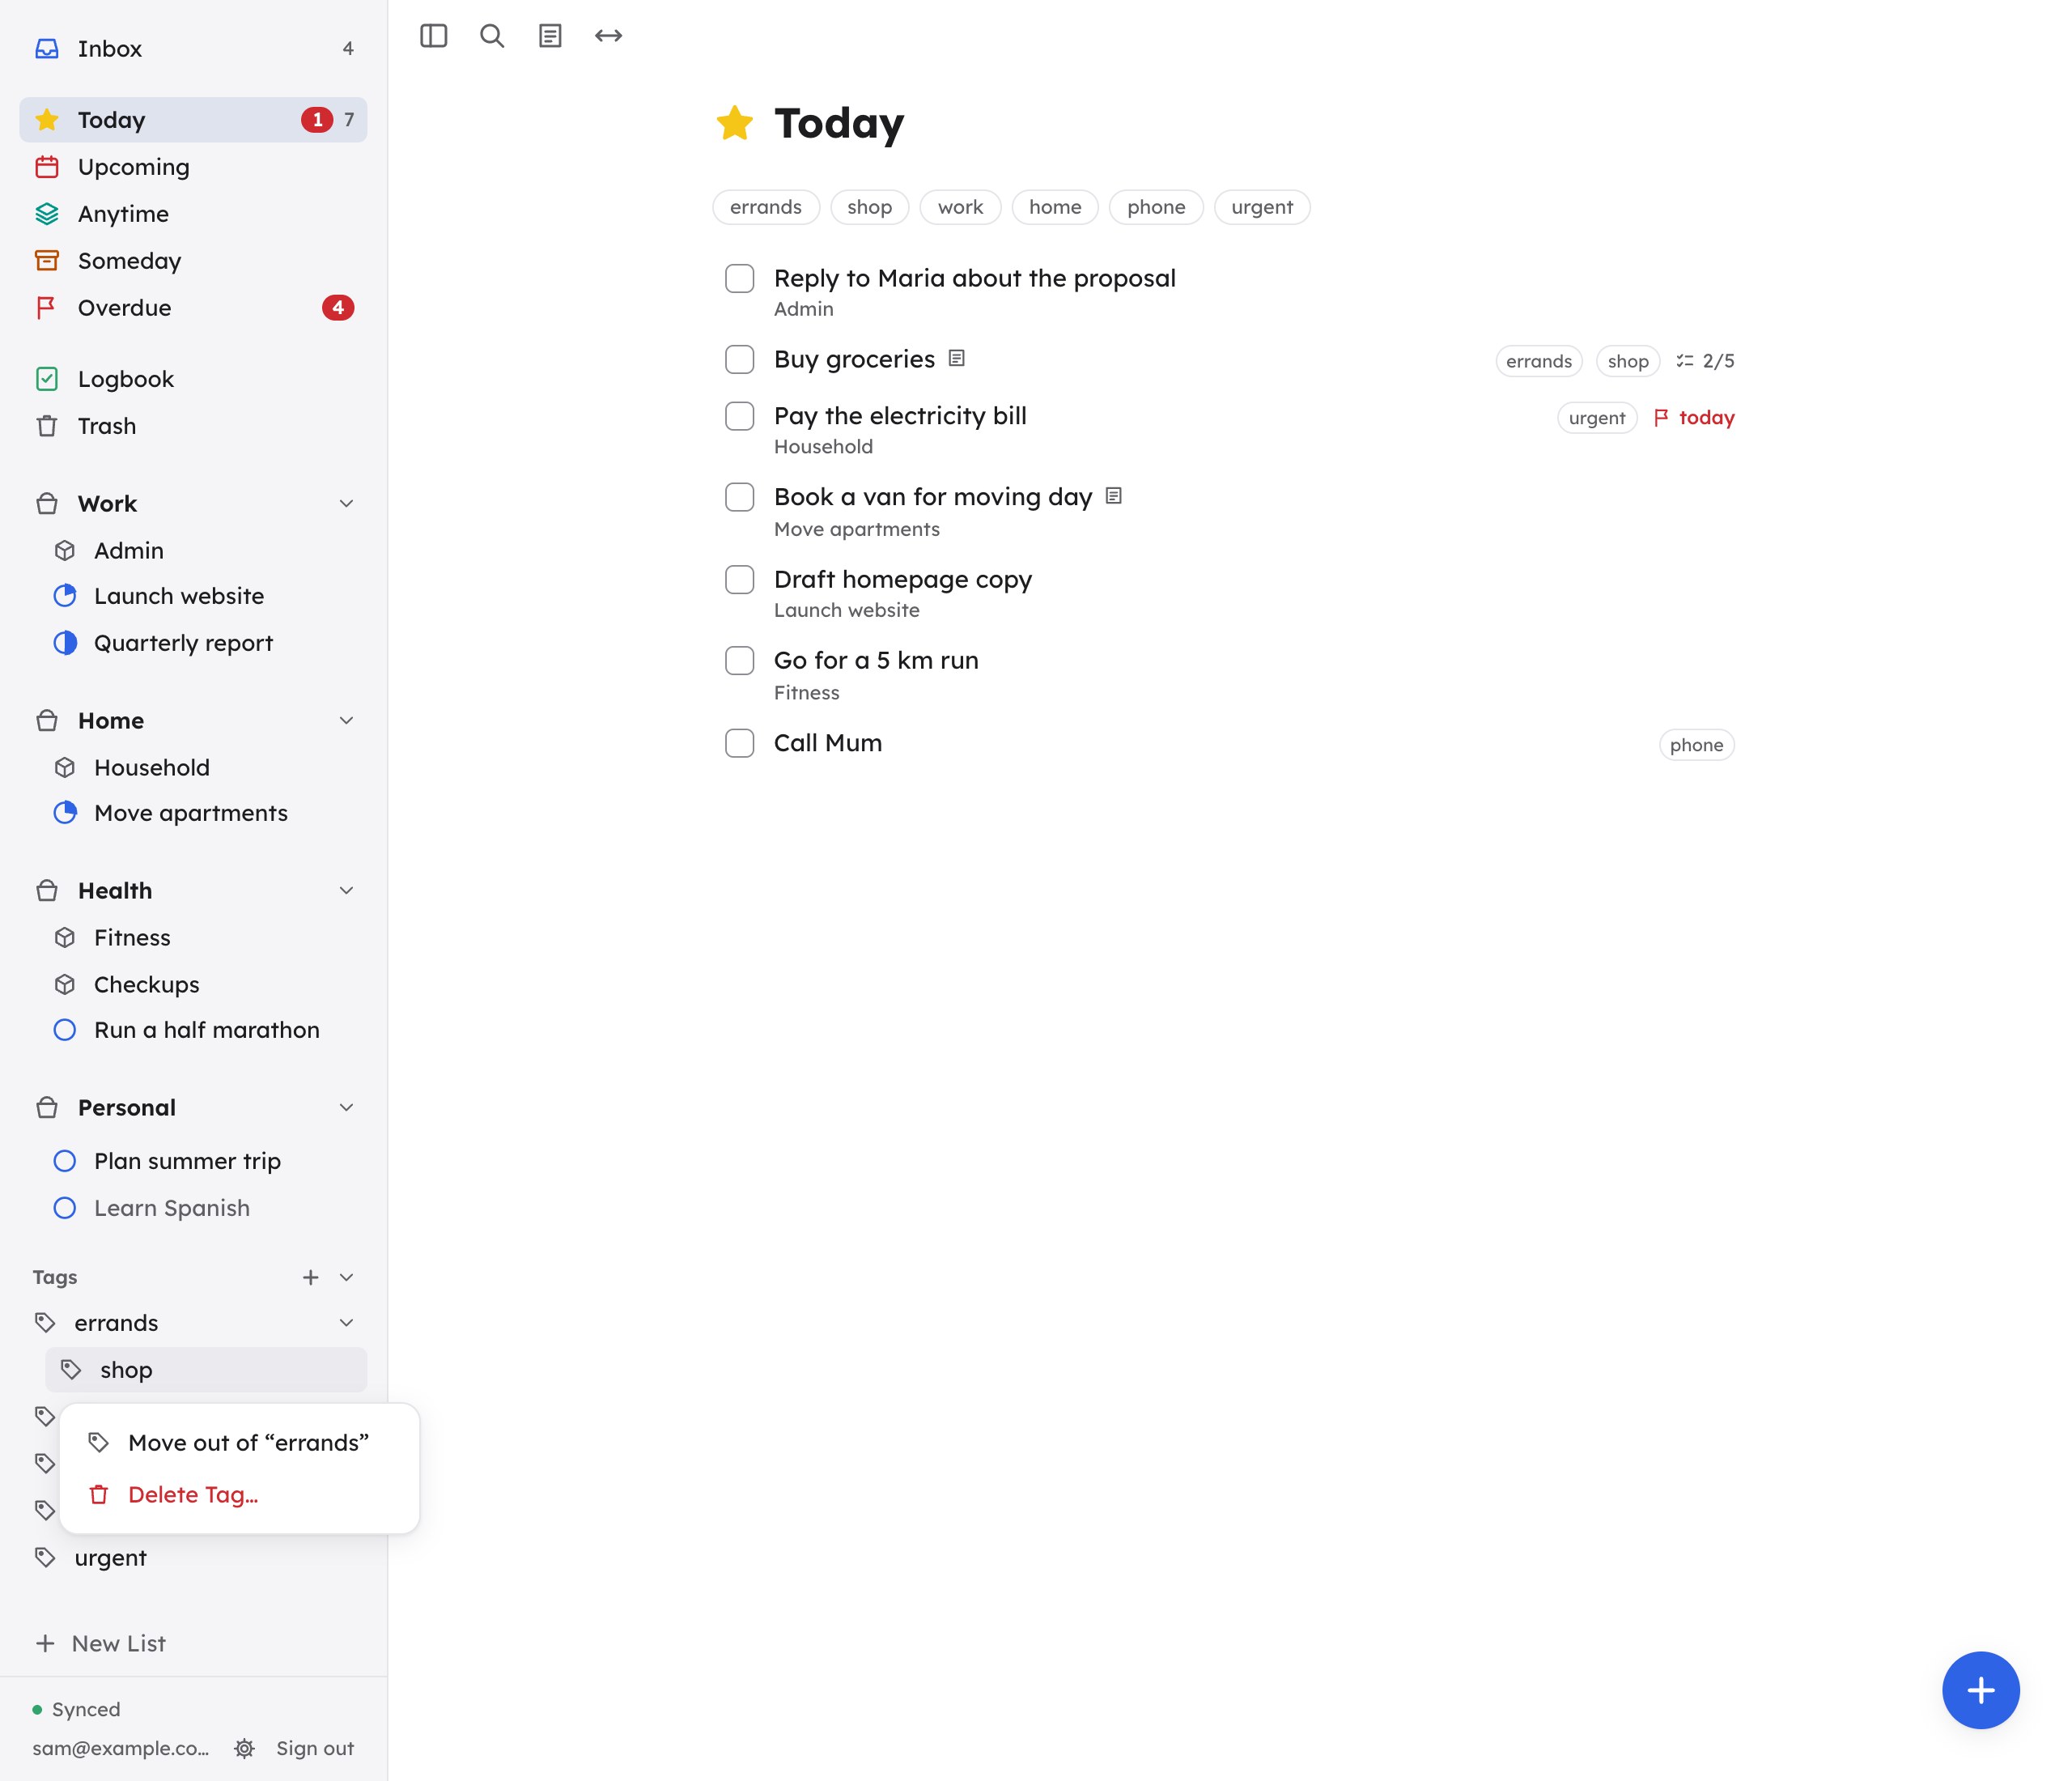 Inbox 4
Today 1 7
Upcoming
Anytime
Someday
Overdue 4
Logbook
Trash
Work
Admin
Launch website
Quarterly report
Home
Household
Move apartments
Health
Fitness
Checkups
Run a half marathon
Personal
Plan summer trip
Learn Spanish
Tags
errands
shop
Move out of “errands”
Delete Tag…
urgent
New List
Synced
sam@example.co… Sign out
Today
errands shop work home phone urgent
Reply to Maria about the proposal
Admin
Buy groceries errands shop 2/5
Pay the electricity bill urgent today
Household
Book a van for moving day
Move apartments
Draft homepage copy
Launch website
Go for a 5 km run
Fitness
Call Mum phone